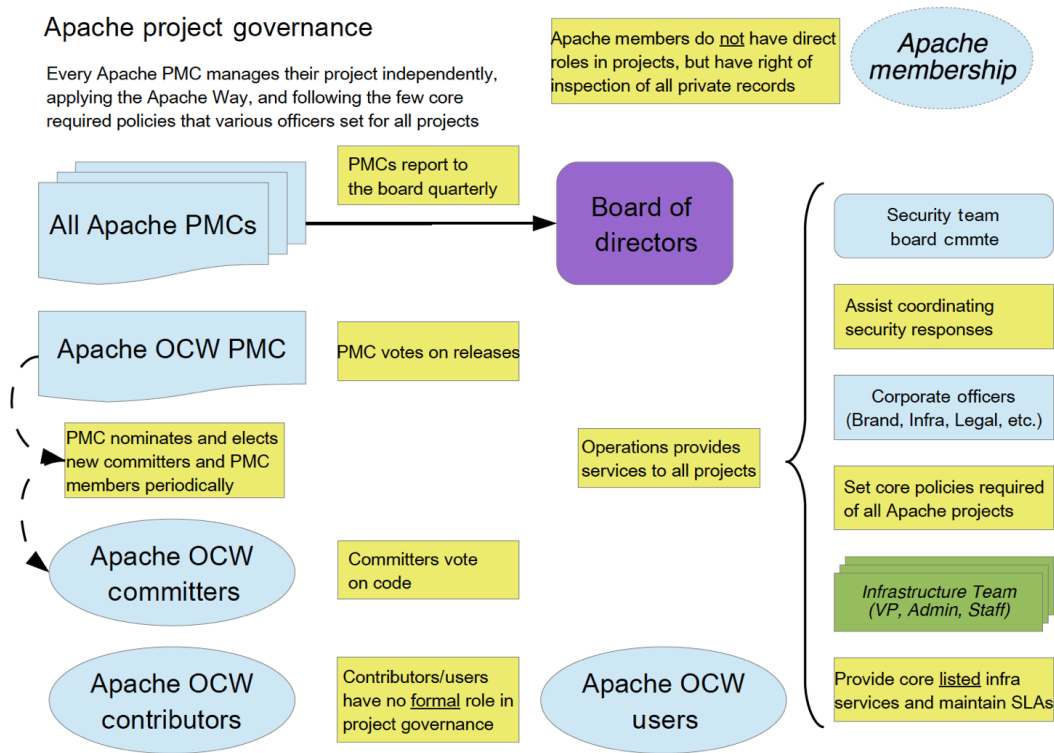 Apache project governance
Every Apache PMC manages their project independently,
applying the Apache Way, and following the few core
required policies that various officers set for all projects
Apache members do not have direct
roles in projects, but have right of
inspection of all private records
Apache
membership
All Apache PMCs
PMCs report to
the board quarterly
Board of
directors
Security team
board cmmte
Assist coordinating
security responses
Apache OCW PMC
PMC votes on releases
Corporate officers
(Brand, Infra, Legal, etc.)
PMC nominates and elects
new committers and PMC
members periodically
Operations provides
services to all projects
Set core policies required
of all Apache projects
Apache OCW
committers
Committers vote
on code
Infrastructure Team
(VP, Admin, Staff)
Apache OCW
contributors
Contributors/users
have no formal role in
project governance
Apache OCW
users
Provide core listed infra
services and maintain SLAs